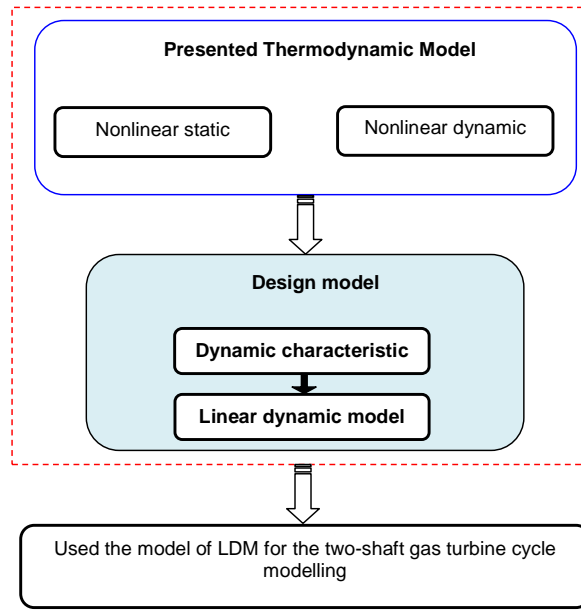 Presented Thermodynamic Model
Nonlinear static
Nonlinear dynamic
Design model
Dynamic characteristic
Linear dynamic model
Used the model of LDM for the two-shaft gas turbine cycle
modelling